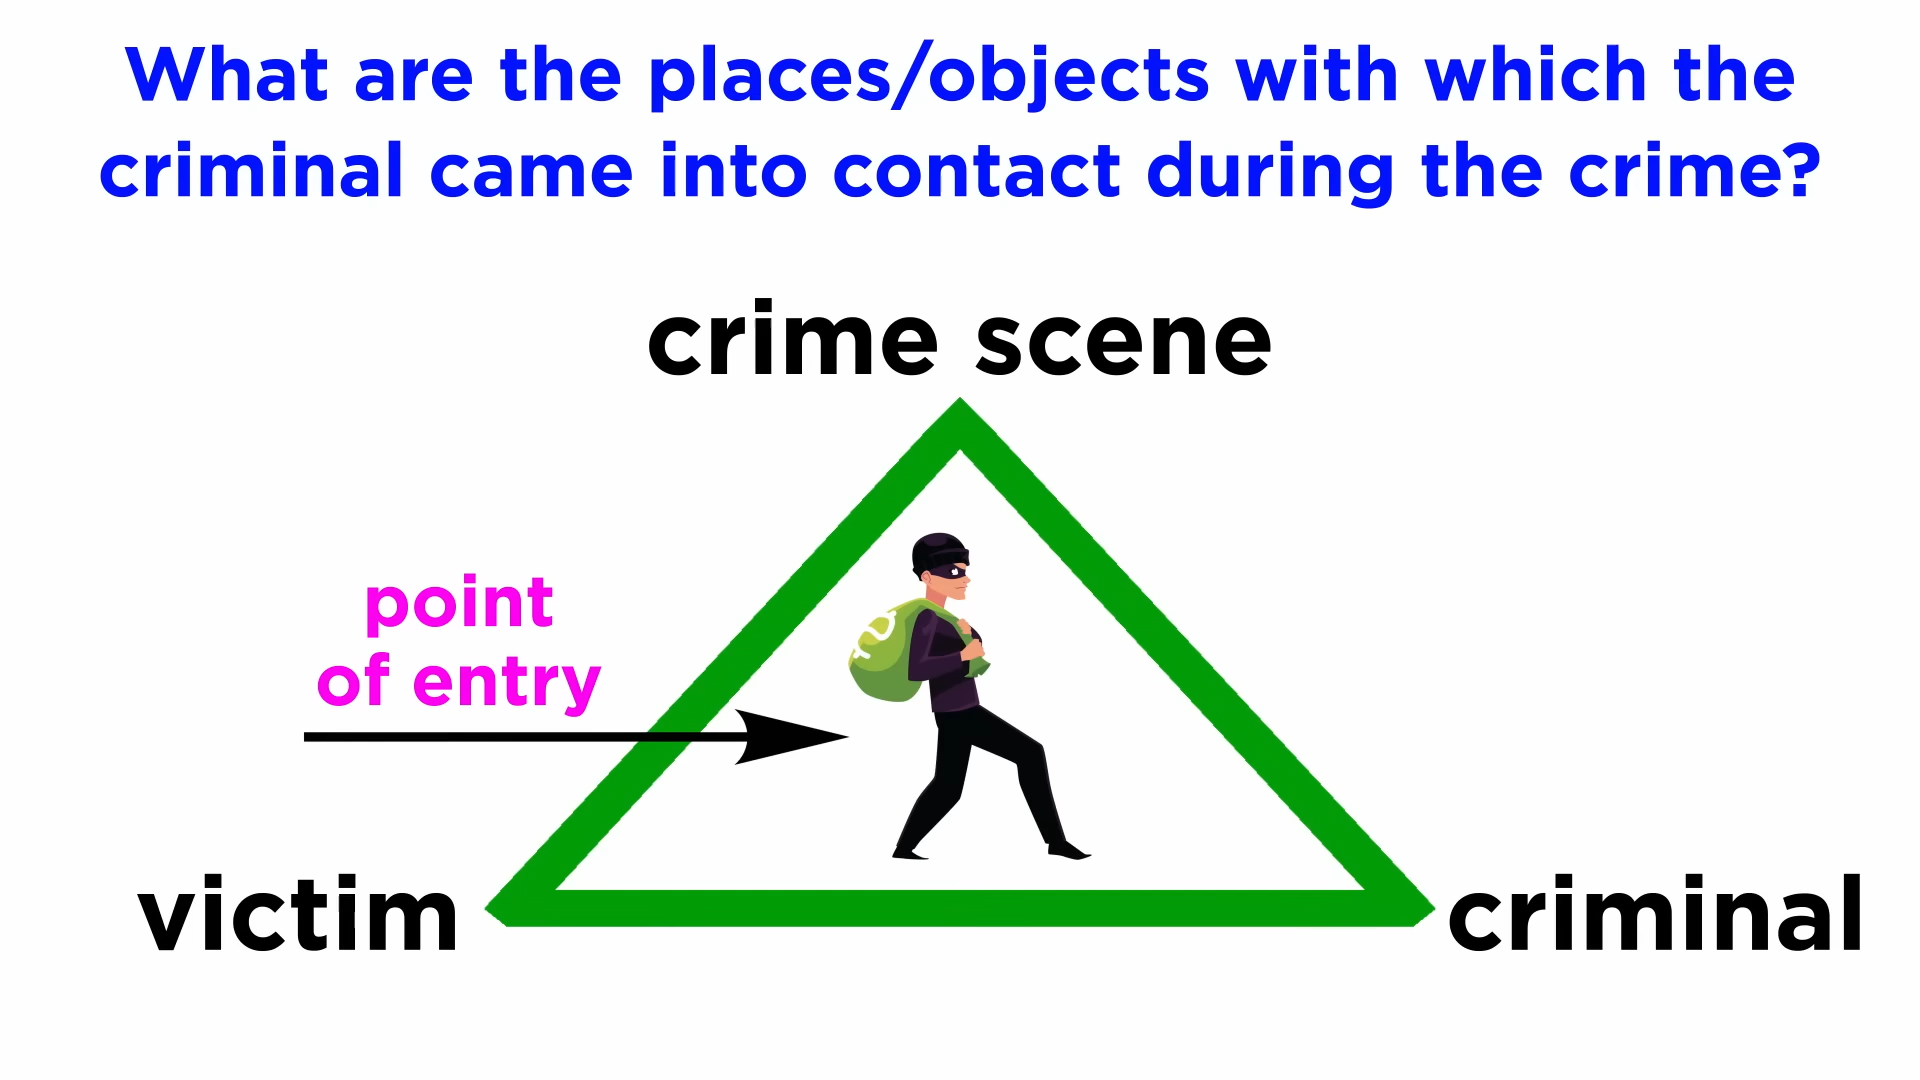 What are the places/objects with which the
criminal came into contact during the crime?
crime scene
point
of entry
victim
criminal